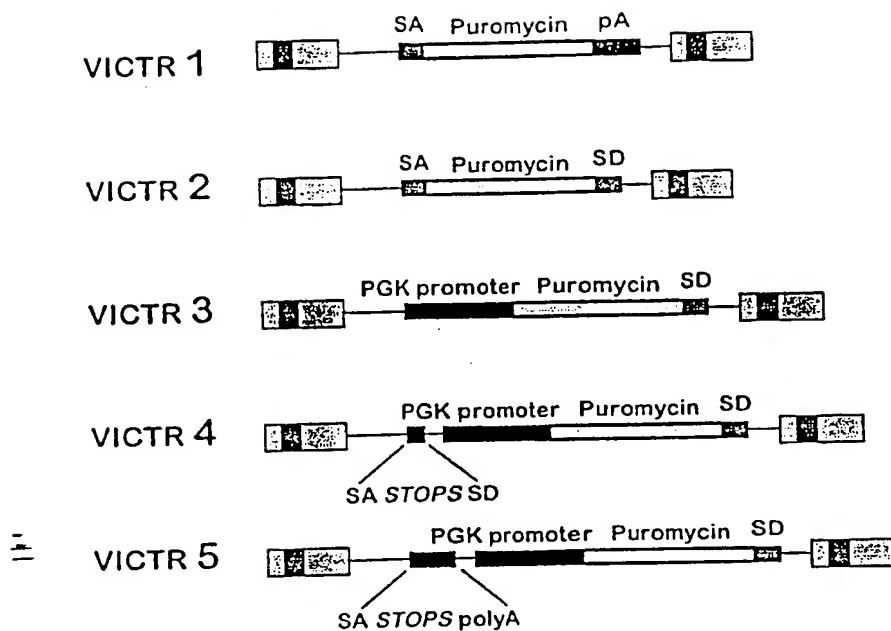 SA Puromycin pA
VICTR 1
SA Puromycin SD
VICTR 2
PGK promoter Puromycin SD
VICTR 3
PGK promoter Puromycin SD
VICTR 4
SA STOPS SD
PGK promoter Puromycin SD
VICTR 5
SA STOPS polyA